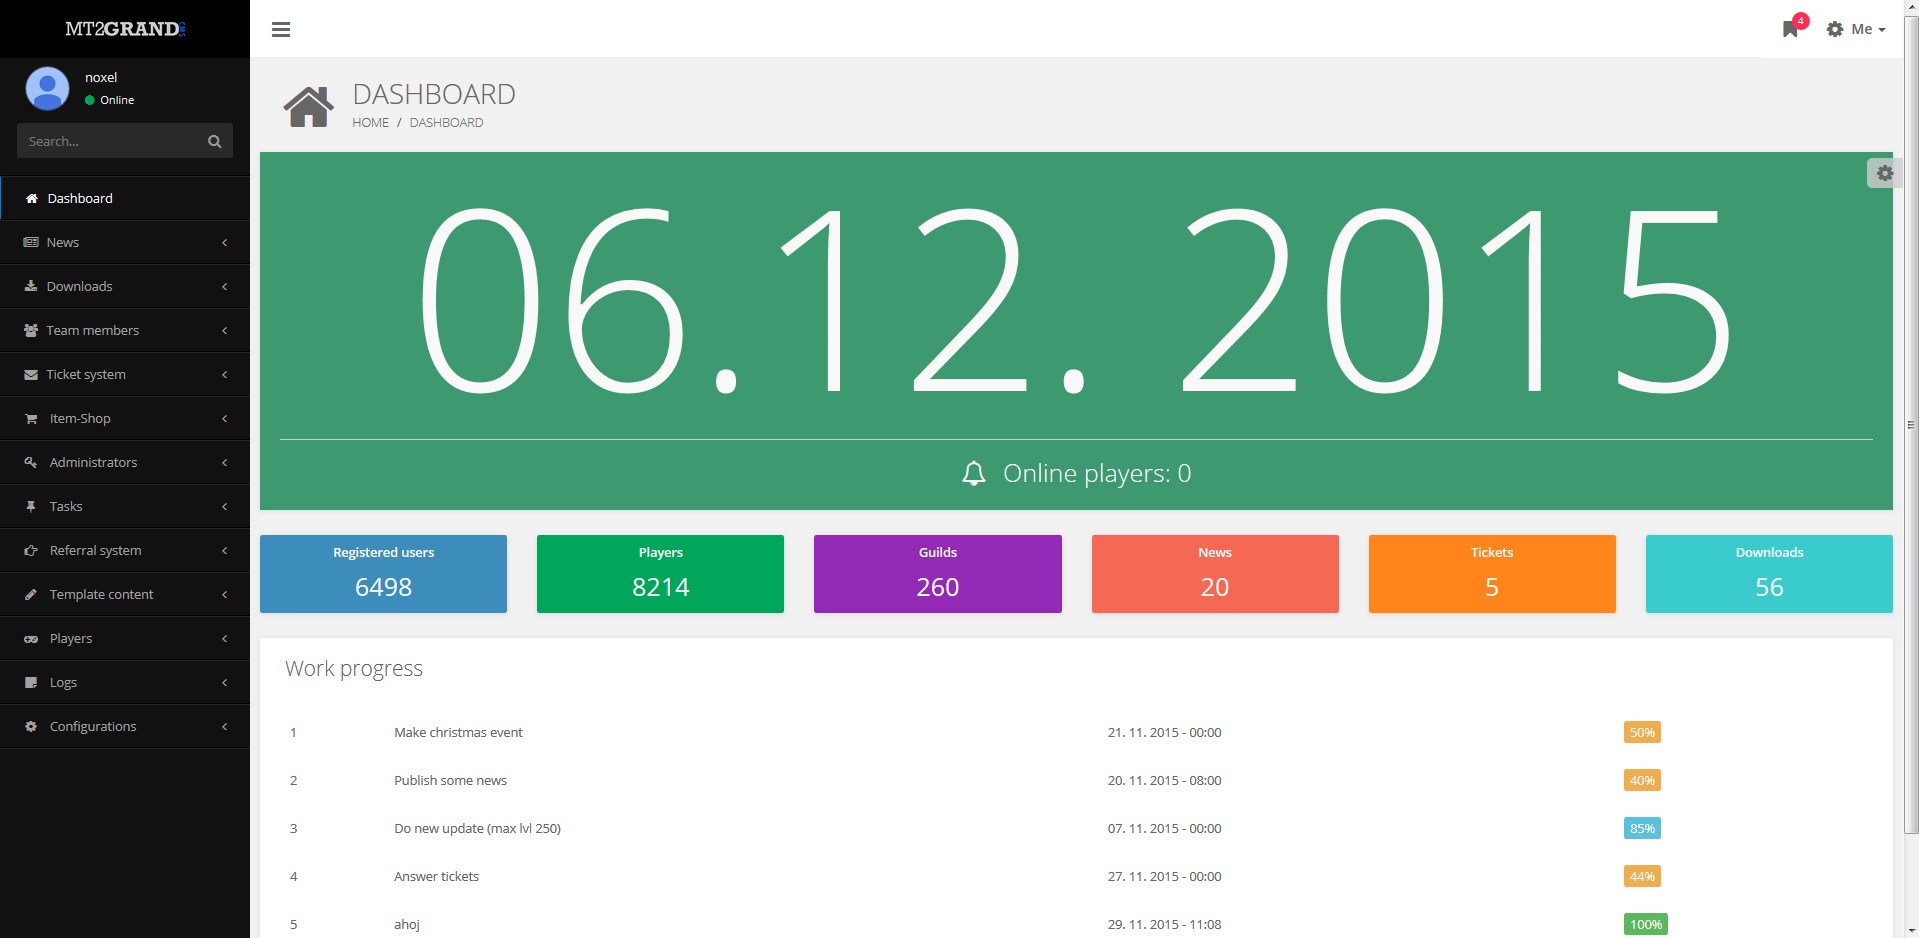 MT2GRAND CMS
noxel
Online
Search...
Dashboard
News
Downloads
Team members
Ticket system
Item-Shop
Administrators
Tasks
Referral system
Template content
Players
Logs
Configurations
4
Me
DASHBOARD
HOME / DASHBOARD
06.12. 2015
Online players: 0
Registered users
6498
Players
8214
Guilds
260
News
20
Tickets
5
Downloads
56
Work progress
1 Make christmas event 21. 11. 2015 - 00:00 50%
2 Publish some news 20. 11. 2015 - 08:00 40%
3 Do new update (max lvl 250) 07. 11. 2015 - 00:00 85%
4 Answer tickets 27. 11. 2015 - 00:00 44%
5 ahoj 29. 11. 2015 - 11:08 100%